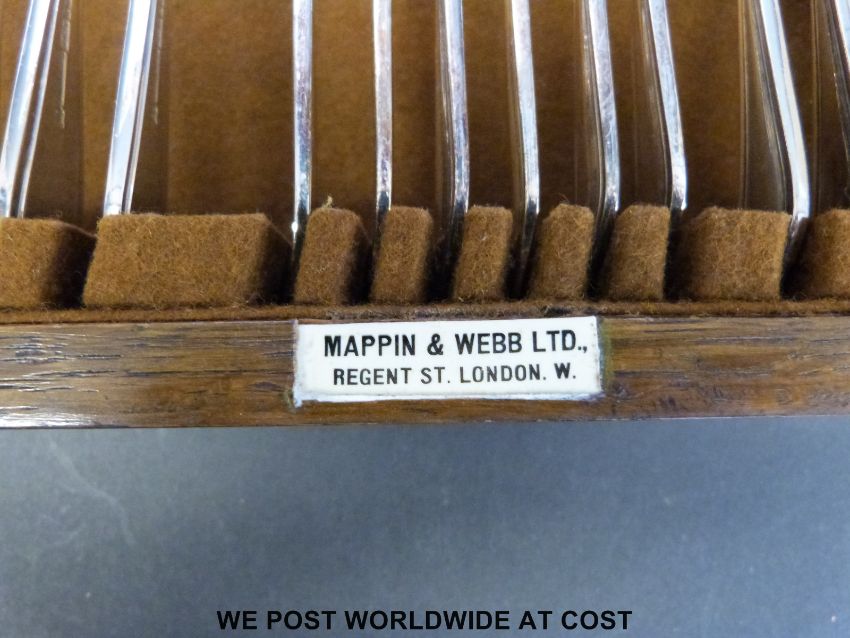 MAPPIN & WEBB LTD.,
REGENT ST. LONDON. W.
WE POST WORLDWIDE AT COST